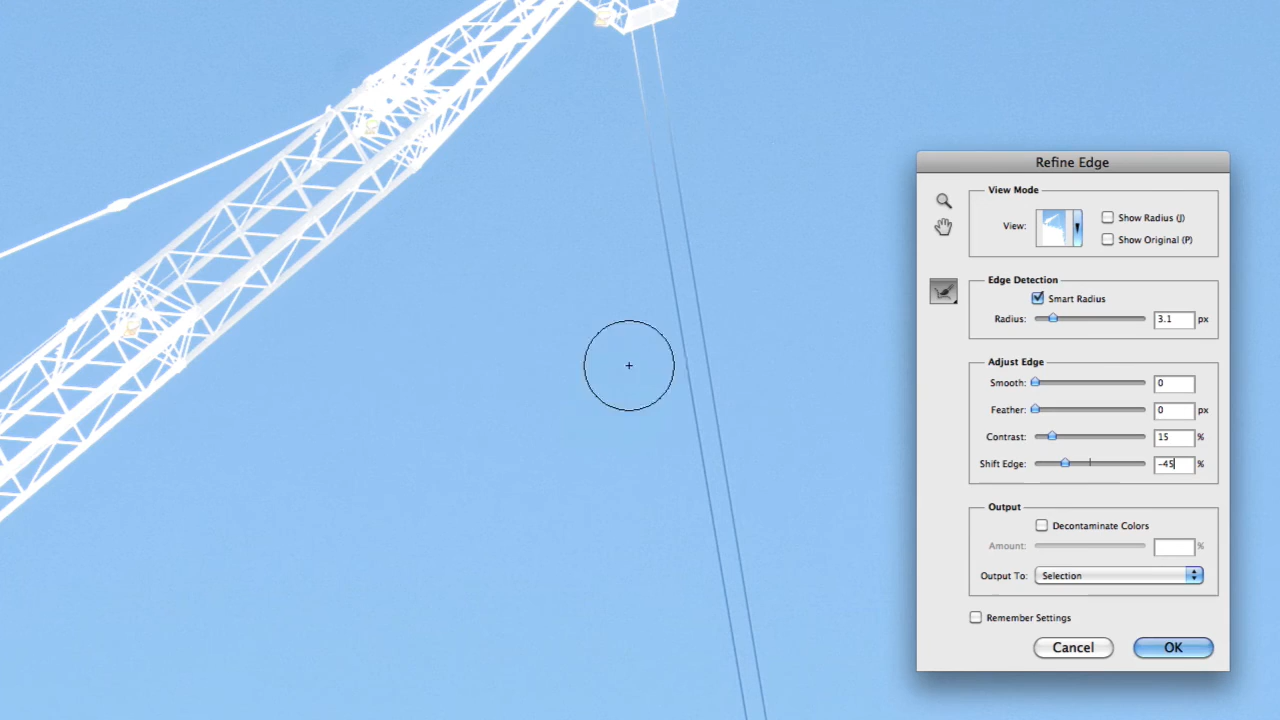 Refine Edge
View Mode
View:
Show Radius (J)
Show Original (P)
Edge Detection
Smart Radius
Radius: 3.1 px
Adjust Edge
Smooth: 0
Feather: 0 px
Contrast: 15 %
Shift Edge: -45 %
Output
Decontaminate Colors
Amount: %
Output To: Selection
Remember Settings
Cancel OK